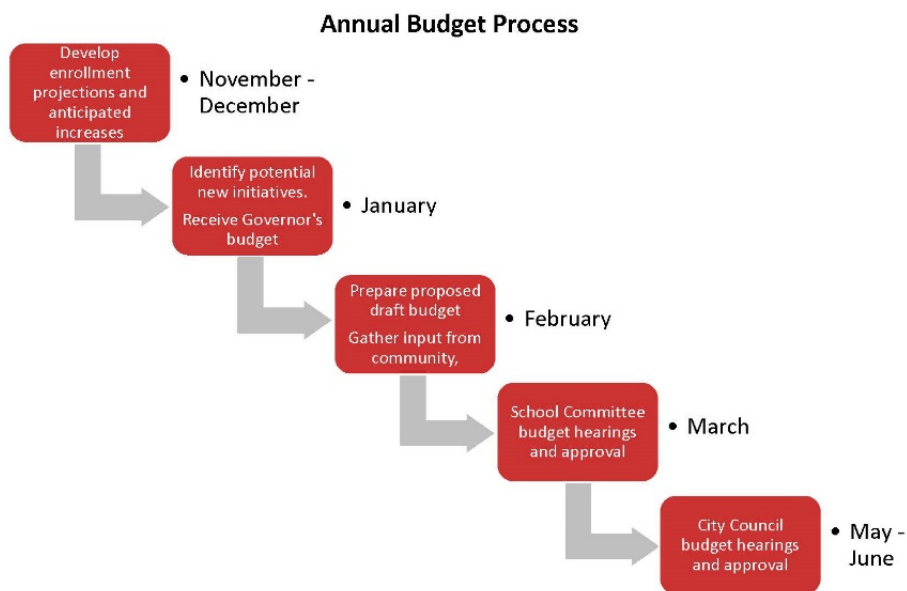 Annual Budget Process
Develop
enrollment
projections and
anticipated
increases
• November -
December
Identify potential
new initiatives.
Receive Governor's
budget
• January
Prepare proposed
draft budget
Gather input from
community,
• February
School Committee
budget hearings
and approval
• March
City Council
budget hearings
and approval
• May -
June